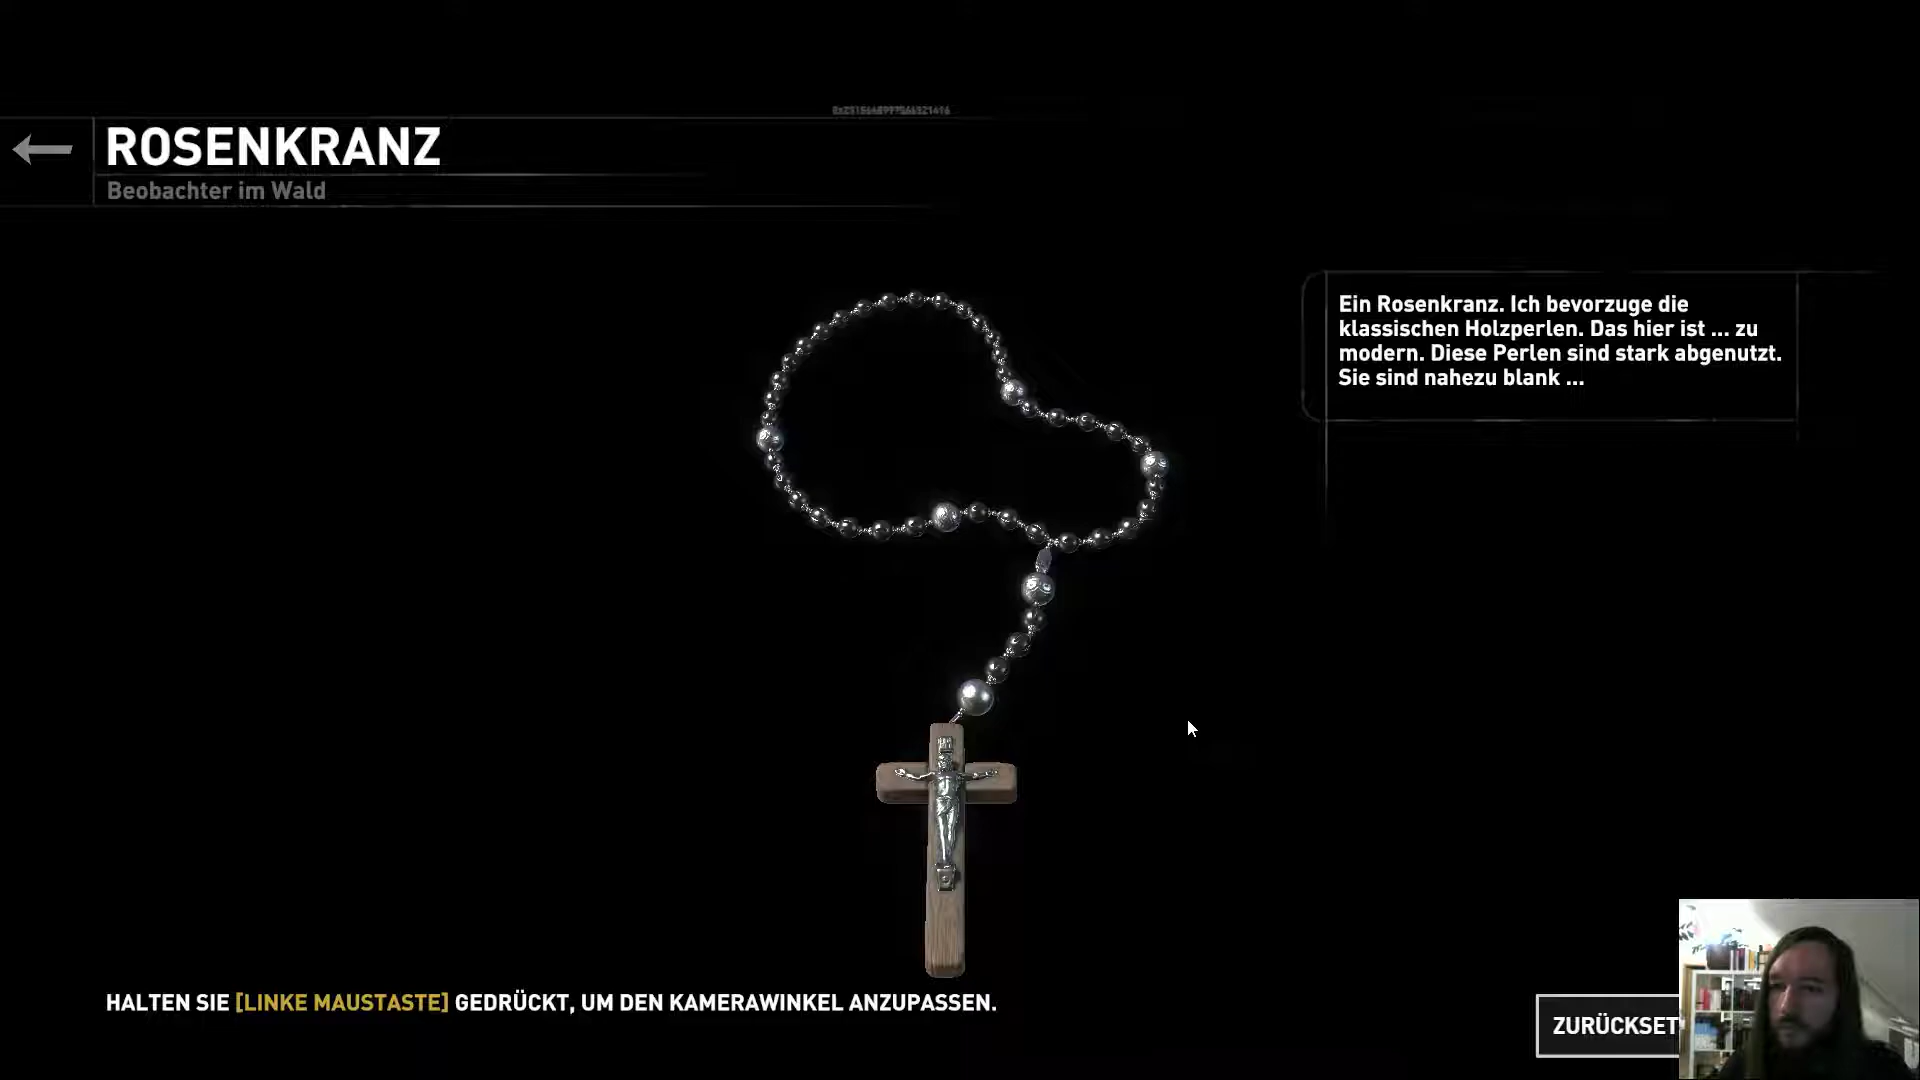 ROSENKRANZ
Beobachter im Wald
Ein Rosenkranz. Ich bevorzuge die
klassischen Holzperlen. Das hier ist ... zu
modern. Diese Perlen sind stark abgenutzt.
Sie sind nahezu blank ...
HALTEN SIE [LINKE MAUSTASTE] GEDRÜCKT, UM DEN KAMERAWINKEL ANZUPASSEN.
ZURÜCKSET